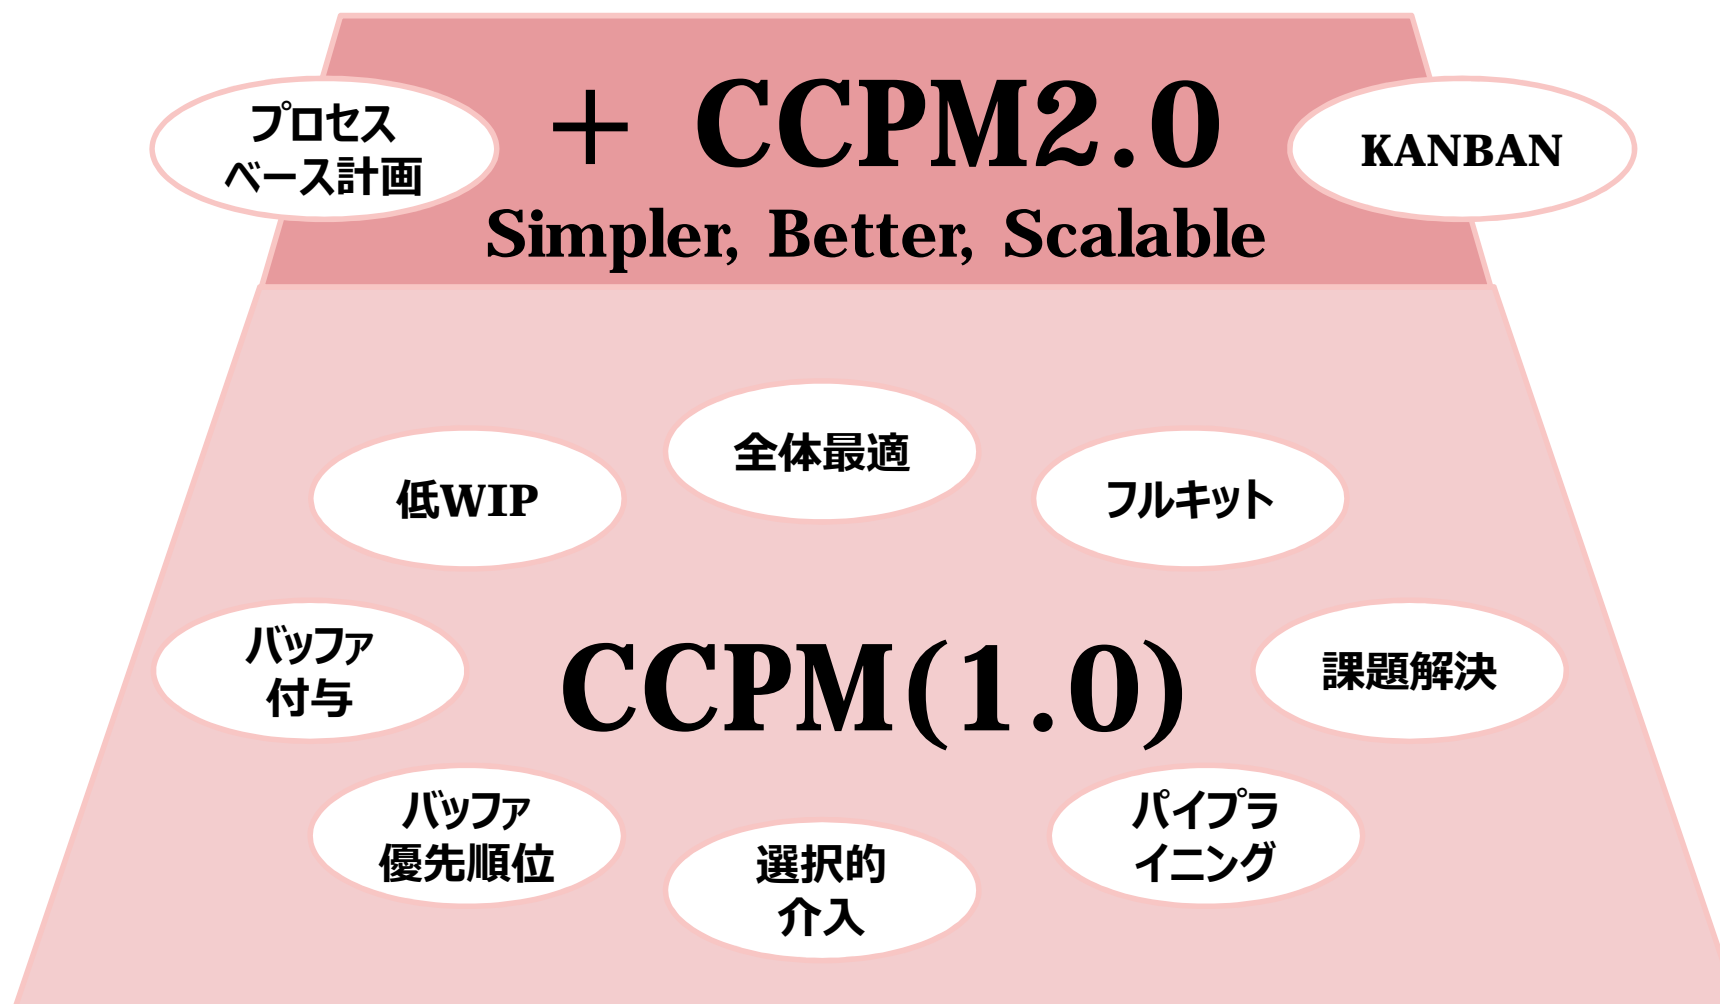 プロセス
ベース計画
+ CCPM2.0
KANBAN
Simpler, Better, Scalable
全体最適
低WIP
フルキット
バッファ
付与
CCPM(1.0)
課題解決
バッファ
優先順位
選択的
介入
パイプラ
イニング